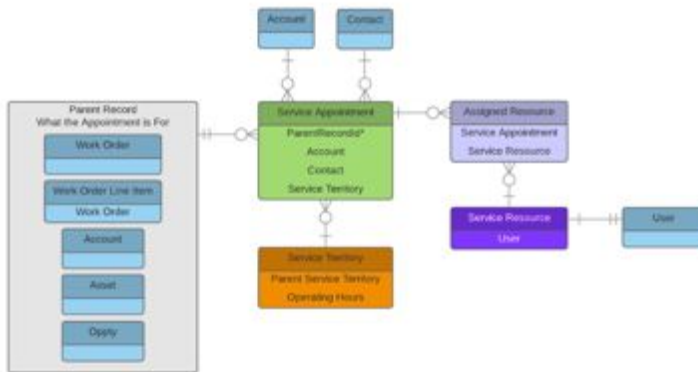 Account
Contact
Parent Record
What the Appointment is For
Work Order
Work Order Line Item
Work Order
Account
Asset
Oppty
Service Appointment
ParentRecordId*
Account
Contact
Service Territory
Assigned Resource
Service Appointment
Service Resource
Service Resource
User
User
Service Territory
Parent Service Territory
Operating Hours